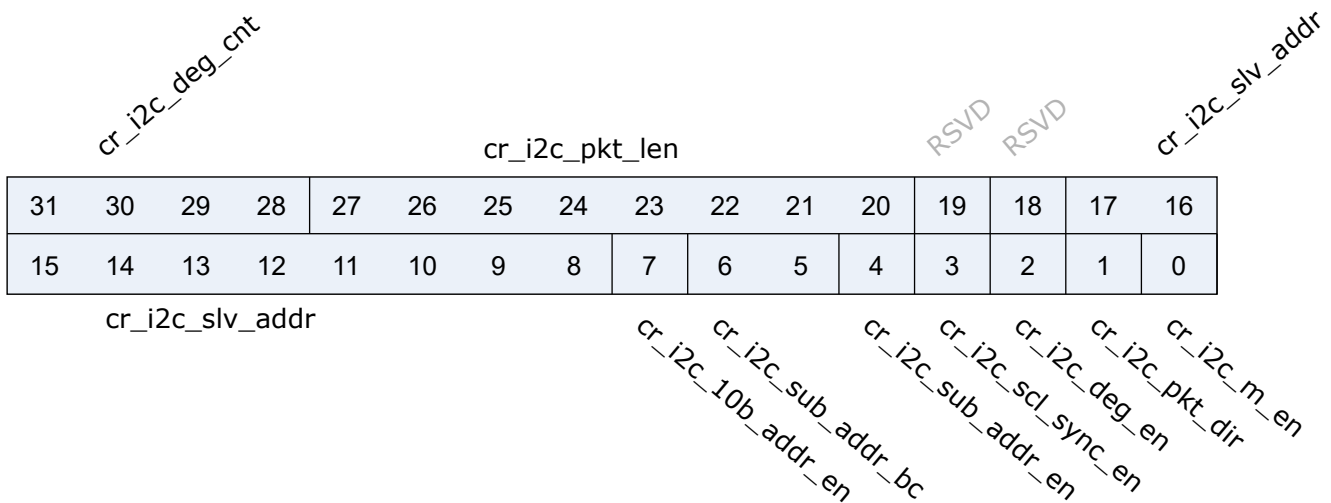 cr_i2c_deg_cnt
cr_i2c_pkt_len
RSVD
RSVD
cr_i2c_slv_addr
31 30 29 28 27 26 25 24 23 22 21 20 19 18 17 16
15 14 13 12 11 10 9 8 7 6 5 4 3 2 1 0
cr_i2c_slv_addr
cr_i2c_10b_addr_en
cr_i2c_sub_addr_bc
cr_i2c_sub_addr_en
cr_i2c_scl_sync_en
cr_i2c_deg_en
cr_i2c_pkt_dir
cr_i2c_m_en